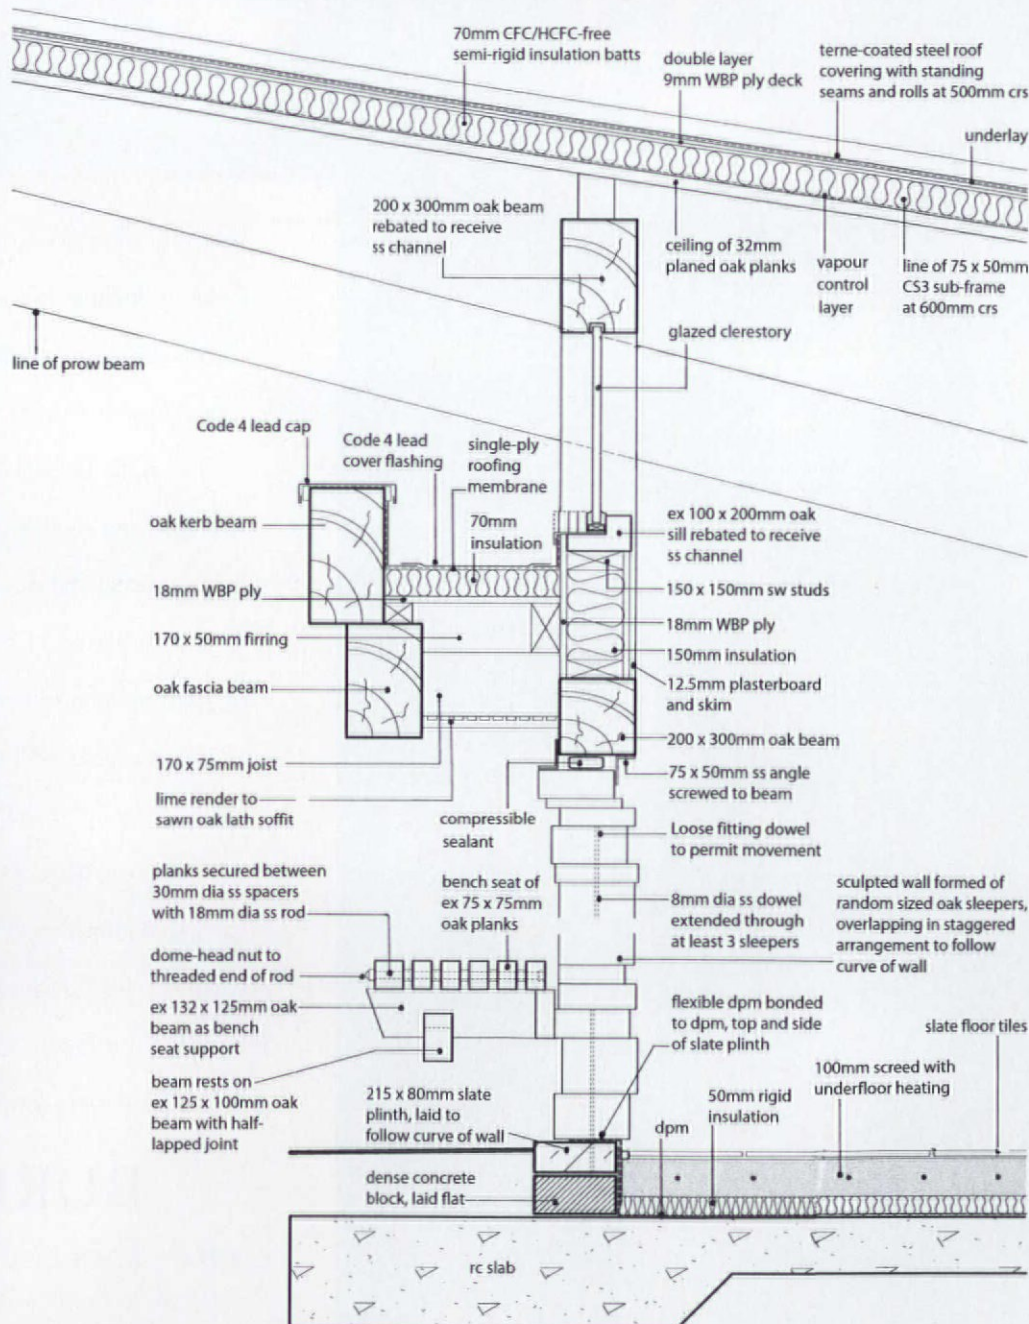 70mm CFC/HCFC-free
semi-rigid insulation batts
double layer
9mm WBP ply deck
terne-coated steel roof
covering with standing
seams and rolls at 500mm crs
underlay
200 x 300mm oak beam
rebated to receive
ss channel
ceiling of 32mm
planed oak planks
vapour
control
layer
line of 75 x 50mm
CS3 sub-frame
at 600mm crs
glazed clerestory
line of prow beam
Code 4 lead cap
Code 4 lead
cover flashing
single-ply
roofing
membrane
oak kerb beam
70mm
insulation
ex 100 x 200mm oak
sill rebated to receive
ss channel
18mm WBP ply
150 x 150mm sw studs
170 x 50mm firring
18mm WBP ply
150mm insulation
oak fascia beam
12.5mm plasterboard
and skim
200 x 300mm oak beam
170 x 75mm joist
75 x 50mm ss angle
screwed to beam
lime render to
sawn oak lath soffit
compressible
sealant
Loose fitting dowel
to permit movement
planks secured between
30mm dia ss spacers
with 18mm dia ss rod
bench seat of
ex 75 x 75mm
oak planks
8mm dia ss dowel
extended through
at least 3 sleepers
sculpted wall formed of
random sized oak sleepers,
overlapping in staggered
arrangement to follow
curve of wall
dome-head nut to
threaded end of rod
ex 132 x 125mm oak
beam as bench
seat support
flexible dpm bonded
to dpm, top and side
of slate plinth
slate floor tiles
beam rests on
ex 125 x 100mm oak
beam with half-
lapped joint
215 x 80mm slate
plinth, laid to
follow curve of wall
50mm rigid
insulation
100mm screed with
underfloor heating
dpm
dense concrete
block, laid flat
rc slab